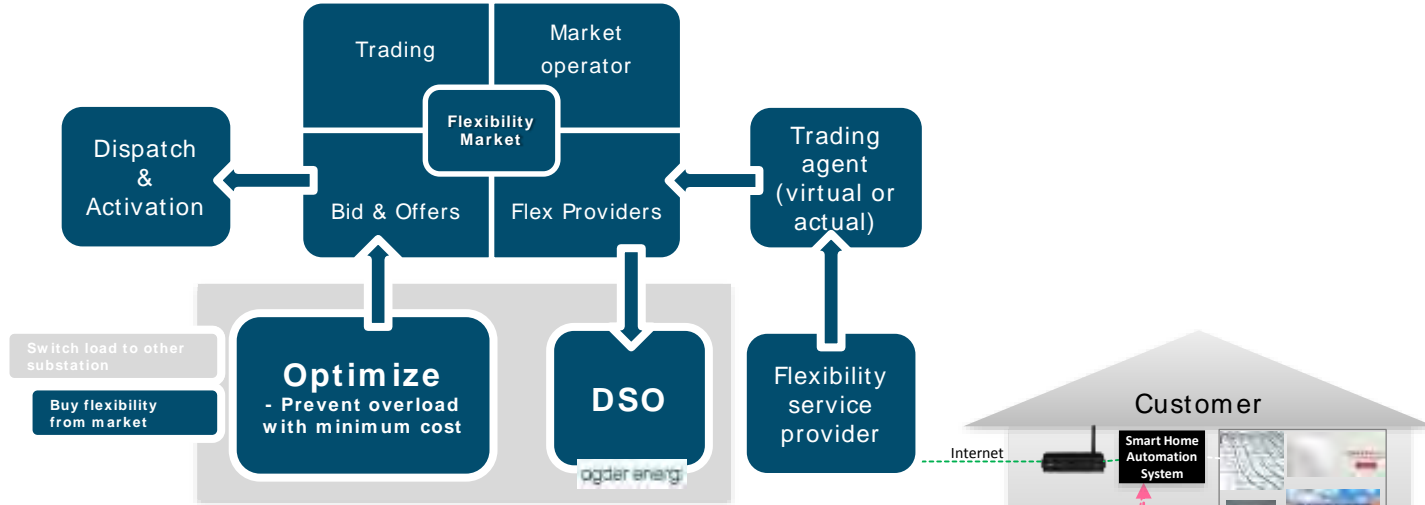 Trading
Market
operator
Flexibility
Market
Bid & Offers
Flex Providers
Dispatch
&
Activation
Trading
agent
(virtual or
actual)
Switch load to other
substation
Buy flexibility
from market
Optimize
- Prevent overload
with minimum cost
DSO
agder energi
Flexibility
service
provider
Internet
Customer
Smart Home
Automation
System